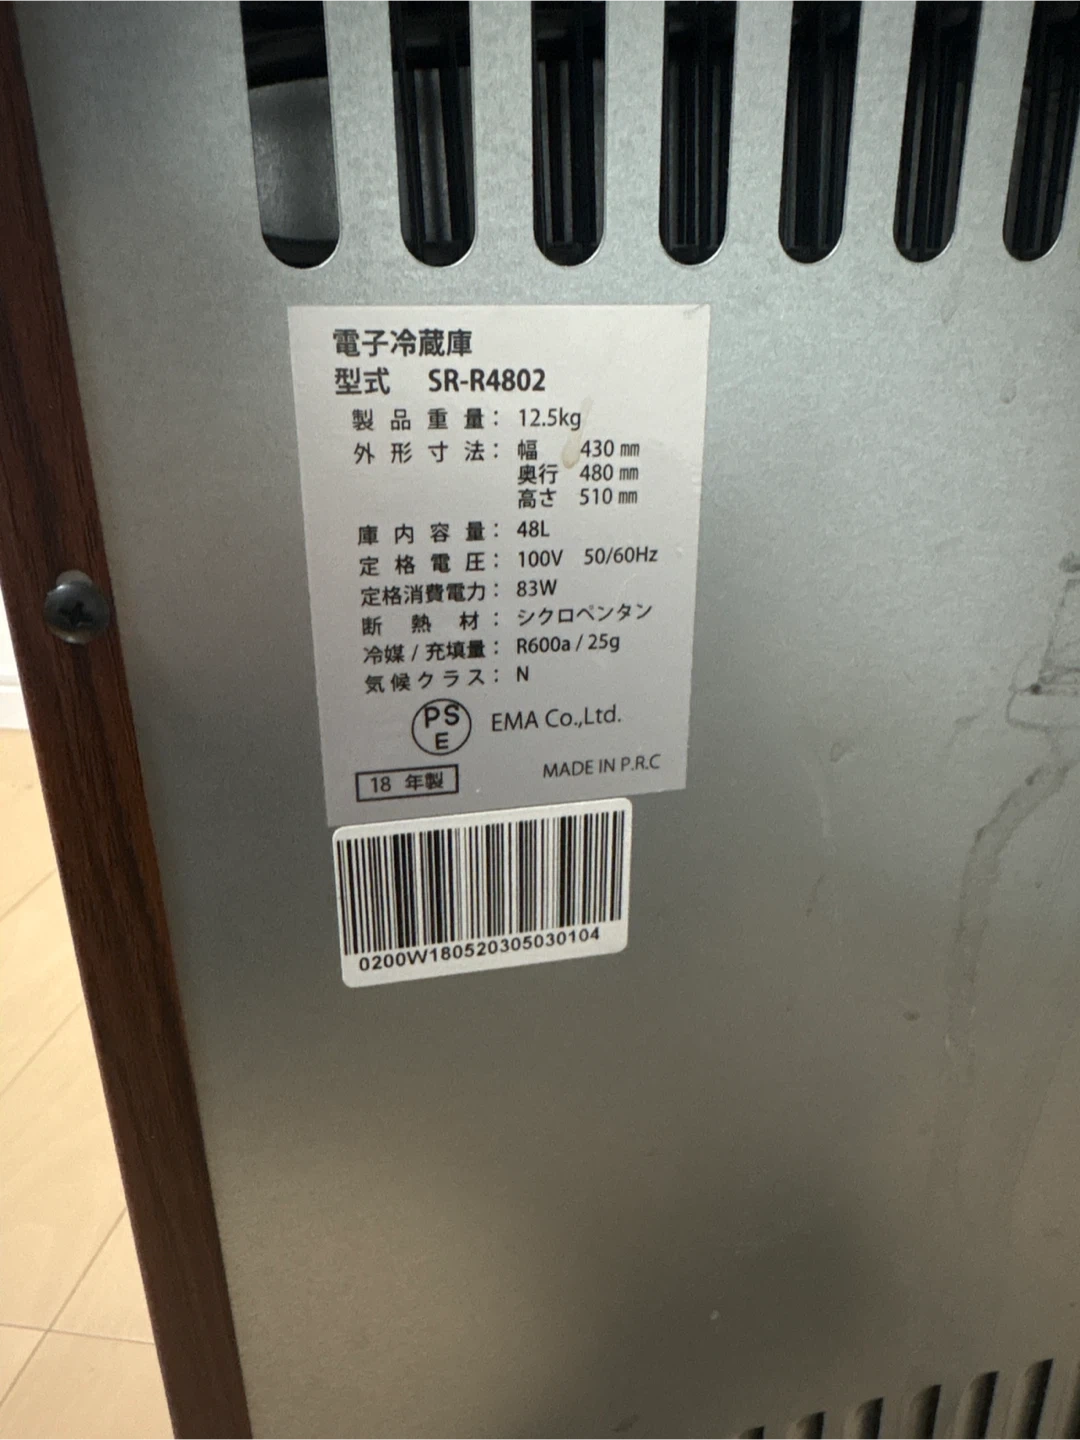 電子冷蔵庫
型式 SR-R4802
製品重量： 12.5kg
外形寸法： 幅 430㎜
奥行 480㎜
高さ 510㎜
庫内容量： 48L
定格電圧： 100V 50/60Hz
定格消費電力： 83W
断熱材： シクロペンタン
冷媒/充填量： R600a / 25g
気候クラス： N
PS
E
EMA Co.,Ltd.
18 年製
MADE IN P.R.C
0200W180520305030104